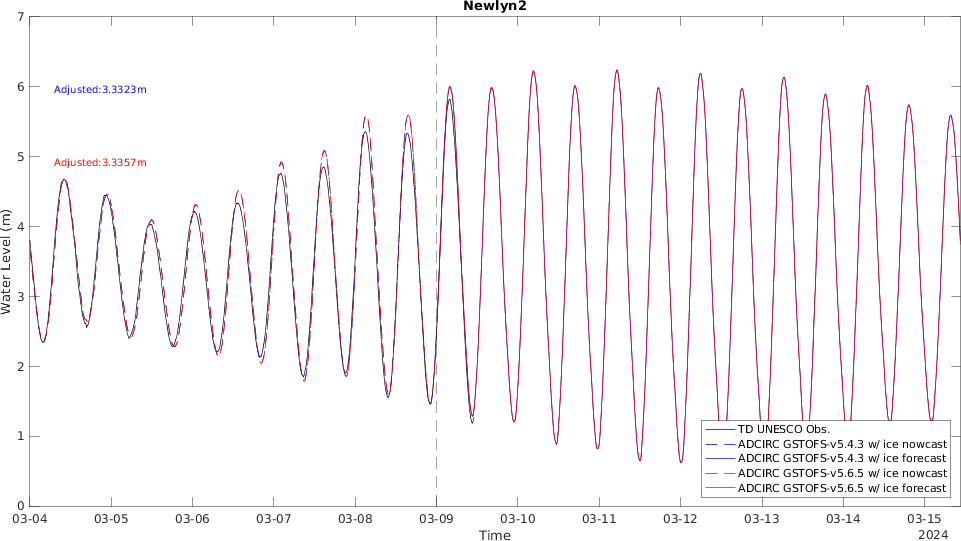 Newlyn2
7
6
5
4
3
2
1
0
Water Level (m)
Adjusted:3.3323m
Adjusted:3.3357m
TD UNESCO Obs.
ADCIRC GSTOFS-v5.4.3 w/ ice nowcast
ADCIRC GSTOFS-v5.4.3 w/ ice forecast
ADCIRC GSTOFS-v5.6.5 w/ ice nowcast
ADCIRC GSTOFS-v5.6.5 w/ ice forecast
03-04 03-05 03-06 03-07 03-08 03-09 03-10 03-11 03-12 03-13 03-14 03-15
Time
2024